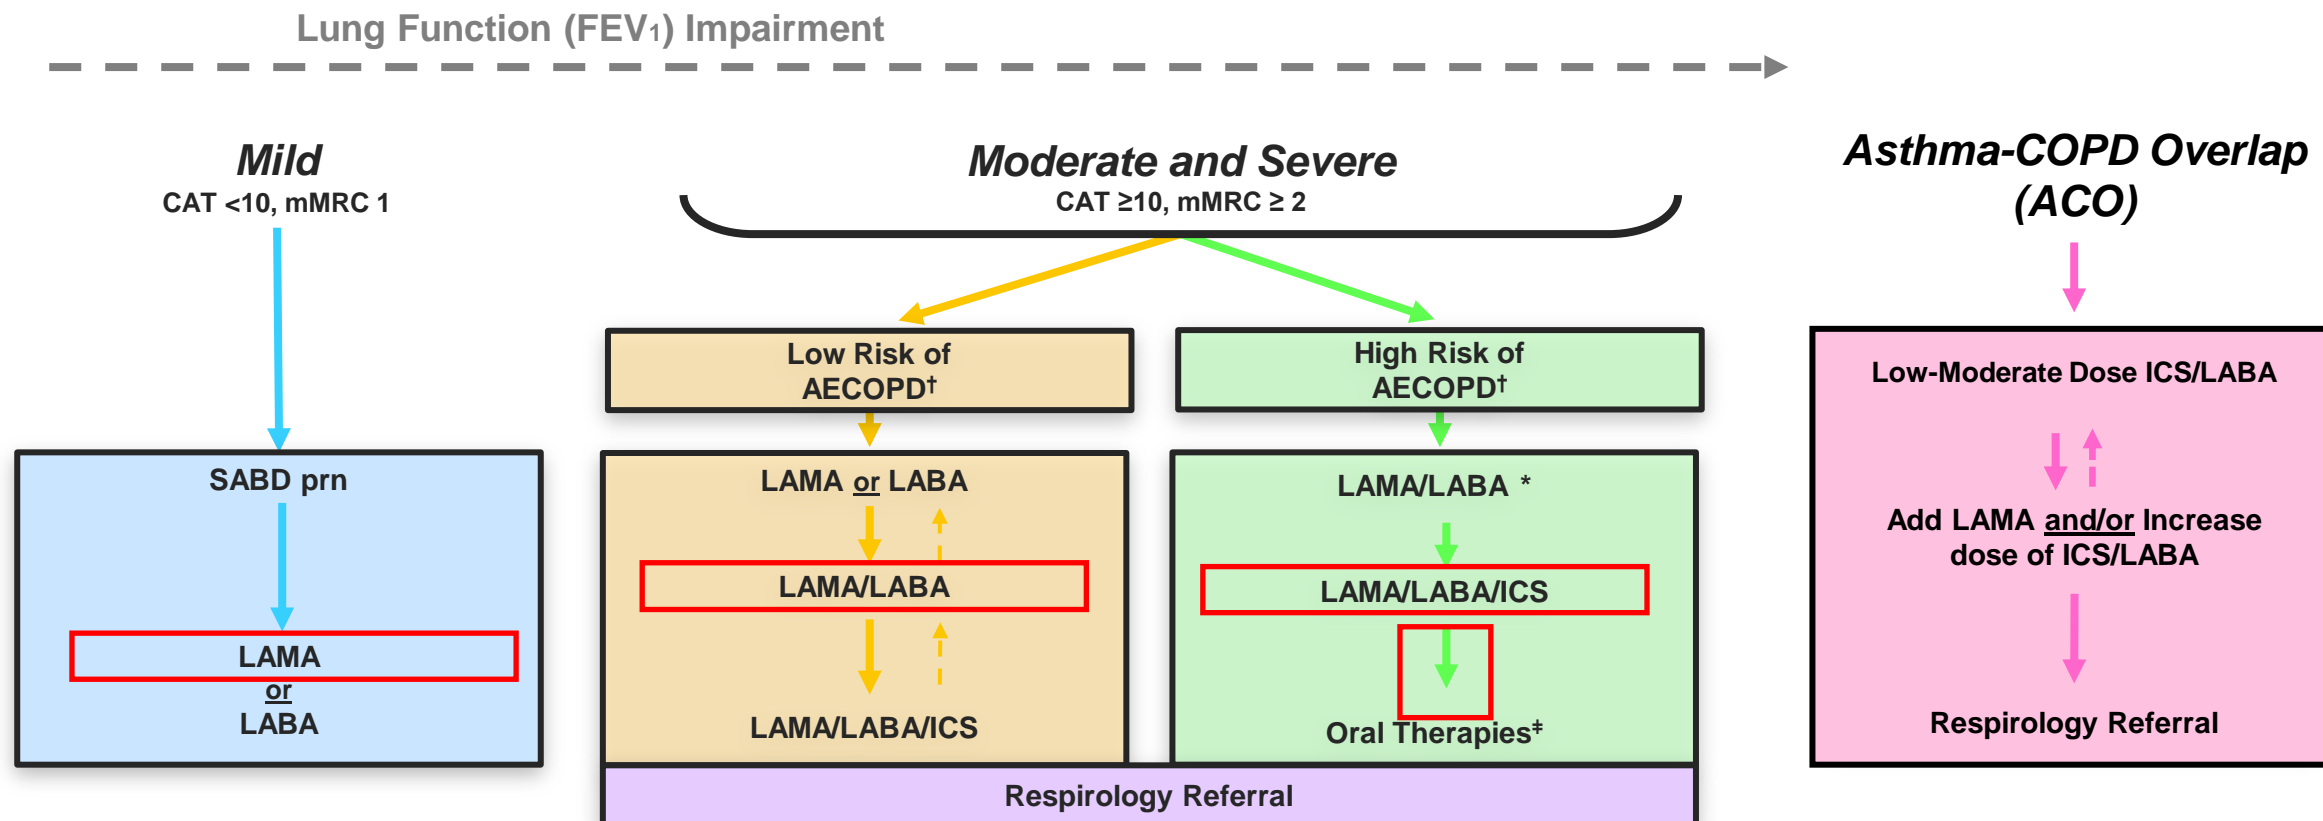 Lung Function (FEV₁) Impairment
Mild
CAT <10, mMRC 1
SABD prn
LAMA
or
LABA
Moderate and Severe
CAT ≥10, mMRC ≥ 2
Low Risk of
AECOPD†
LAMA or LABA
LAMA/LABA
LAMA/LABA/ICS
High Risk of
AECOPD†
LAMA/LABA *
LAMA/LABA/ICS
Oral Therapies‡
Respirology Referral
Asthma-COPD Overlap
(ACO)
Low-Moderate Dose ICS/LABA
Add LAMA and/or Increase
dose of ICS/LABA
Respirology Referral